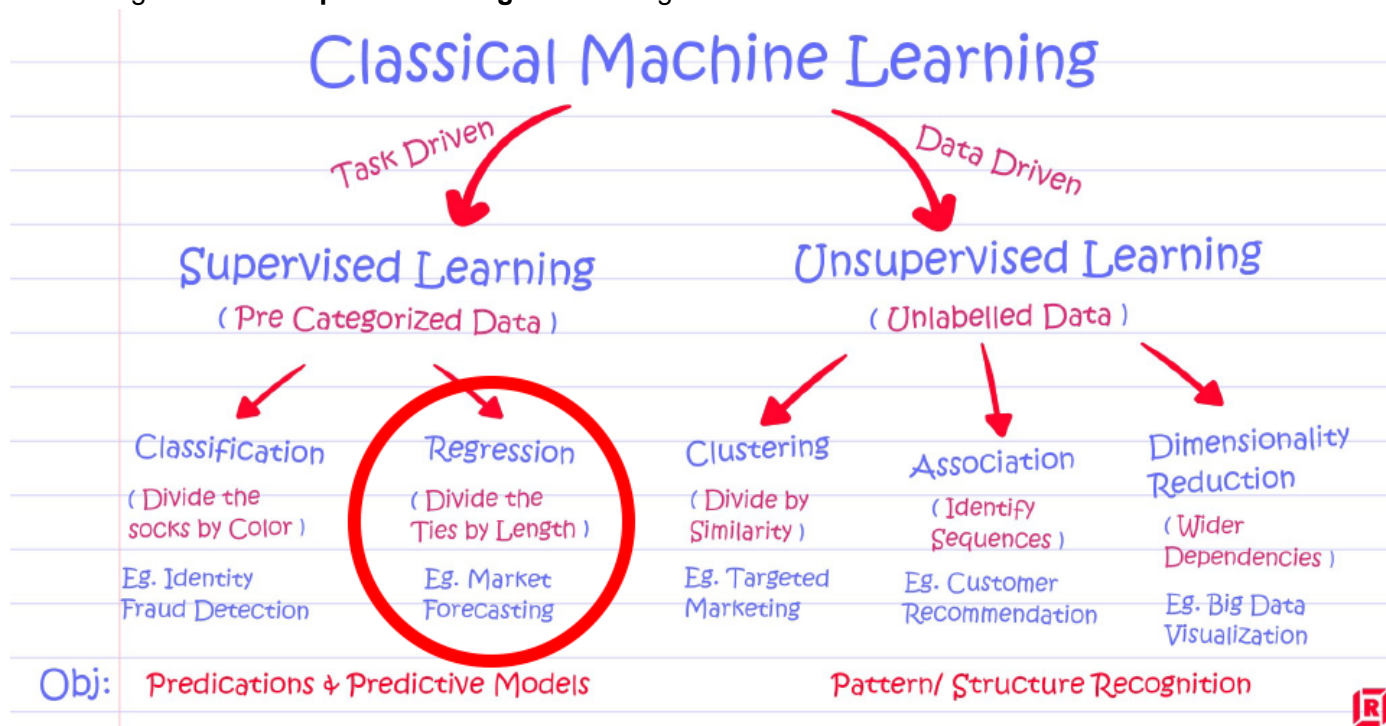 Classical Machine Learning
Task Driven
Data Driven
Supervised Learning
( Pre Categorized Data )
Unsupervised Learning
( Unlabelled Data )
Classification
( Divide the
socks by Color )
Eg. Identity
Fraud Detection
Regression
( Divide the
Ties by Length )
Eg. Market
Forecasting
Clustering
( Divide by
Similarity )
Eg. Targeted
Marketing
Association
( Identify
Sequences )
Eg. Customer
Recommendation
Dimensionality
Reduction
( Wider
Dependencies )
Eg. Big Data
Visualization
Obj: Predications & Predictive Models
Pattern/ Structure Recognition
R